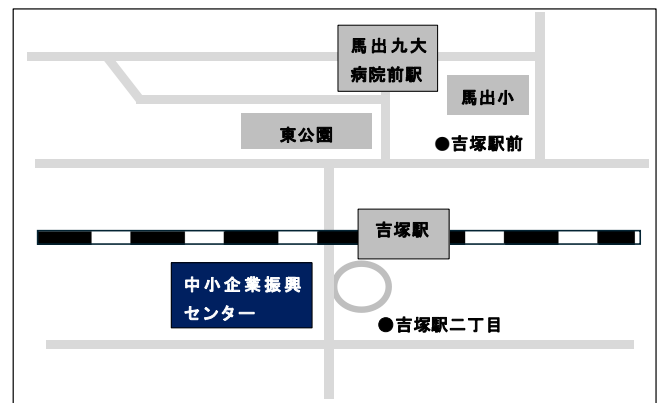 馬出九大
病院前駅
馬出小
東公園
●吉塚駅前
吉塚駅
中小企業振興
センター
●吉塚駅二丁目